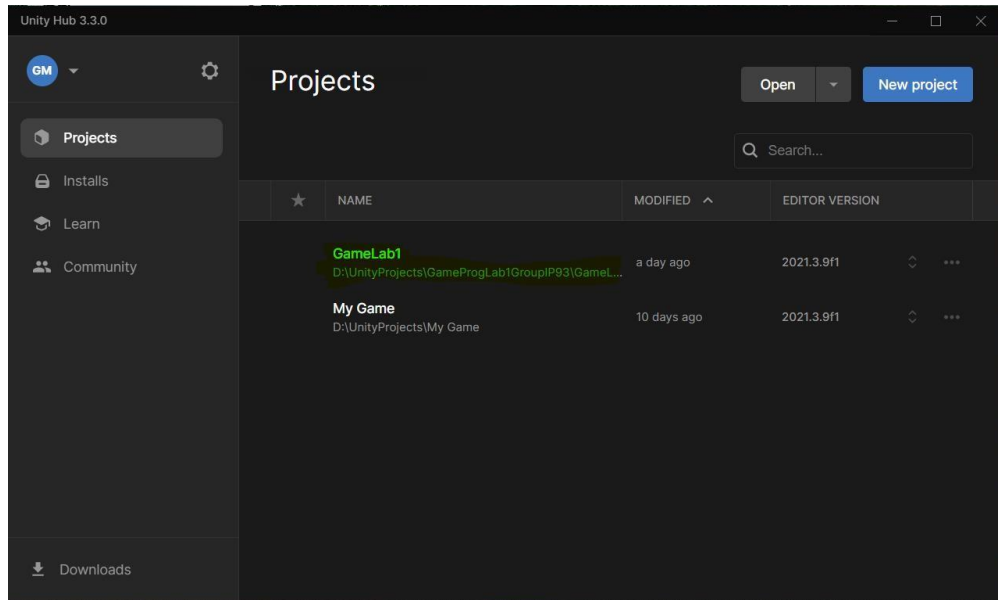 Unity Hub 3.3.0
GM
Projects
Installs
Learn
Community
Downloads
Projects
Open
New project
Search...
NAME MODIFIED EDITOR VERSION
GameLab1
D:\UnityProjects\GameProgLab1GroupIP93\GameL...
a day ago 2021.3.9f1
My Game
D:\UnityProjects\My Game
10 days ago 2021.3.9f1